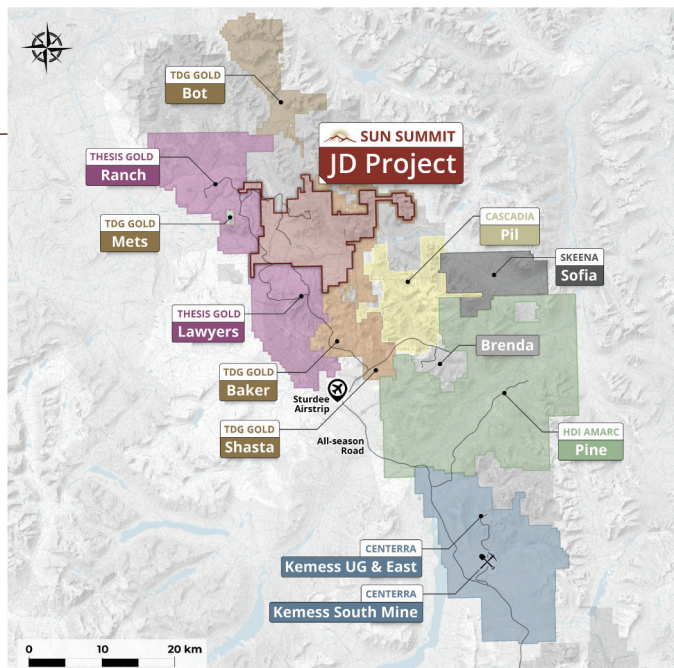 TDG GOLD
Bot
SUN SUMMIT
JD Project
THESIS GOLD
Ranch
TDG GOLD
Mets
CASCADIA
Pil
SKEENA
Sofia
THESIS GOLD
Lawyers
Brenda
TDG GOLD
Baker
Sturdee
Airstrip
TDG GOLD
Shasta
All-season
Road
HDI AMARC
Pine
CENTERRA
Kemess UG & East
CENTERRA
Kemess South Mine
0 10 20 km